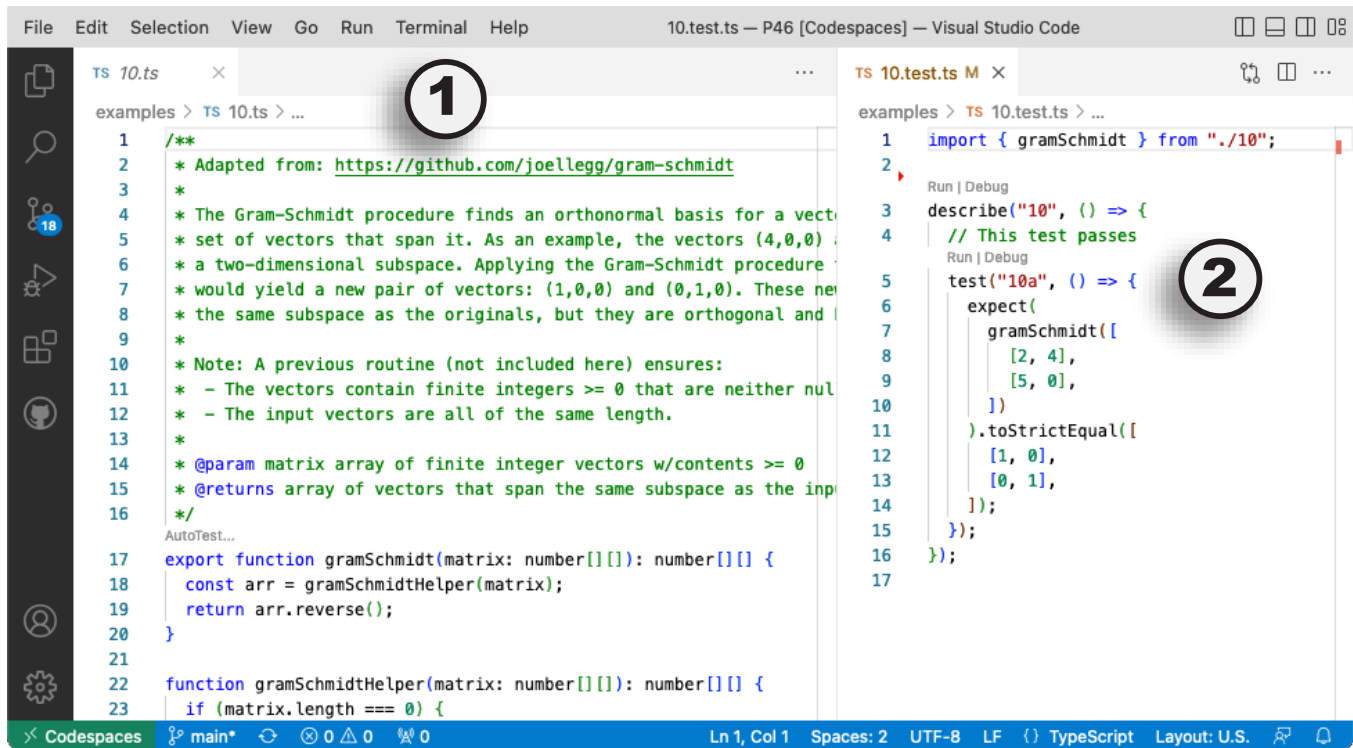 File Edit Selection View Go Run Terminal Help 10.test.ts — P46 [Codespaces] — Visual Studio Code
TS 10.ts
examples > TS 10.ts > ...
1
1 /**
2 * Adapted from: https://github.com/joellegg/gram-schmidt
3 *
4 * The Gram-Schmidt procedure finds an orthonormal basis for a vect
5 * set of vectors that span it. As an example, the vectors (4,0,0)
6 * a two-dimensional subspace. Applying the Gram-Schmidt procedure
7 * would yield a new pair of vectors: (1,0,0) and (0,1,0). These ne
8 * the same subspace as the originals, but they are orthogonal and
9 *
10 * Note: A previous routine (not included here) ensures:
11 * - The vectors contain finite integers >= 0 that are neither nul
12 * - The input vectors are all of the same length.
13 *
14 * @param matrix array of finite integer vectors w/contents >= 0
15 * @returns array of vectors that span the same subspace as the inp
16 */
AutoTest...
17 export function gramSchmidt(matrix: number[][]): number[][] {
18 const arr = gramSchmidtHelper(matrix);
19 return arr.reverse();
20 }
21
22 function gramSchmidtHelper(matrix: number[][]): number[][] {
23 if (matrix.length === 0) {
TS 10.test.ts M
examples > TS 10.test.ts > ...
1 import { gramSchmidt } from "./10";
2
Run | Debug
3 describe("10", () => {
4 // This test passes
Run | Debug
5 test("10a", () => {
2
6 expect(
7 gramSchmidt([
8 [2, 4],
9 [5, 0],
10 ])
11 ).toStrictEqual([
12 [1, 0],
13 [0, 1],
14 ]);
15 });
16 });
17
18
Codespaces main* 0 0 0 Ln 1, Col 1 Spaces: 2 UTF-8 LF {} TypeScript Layout: U.S.